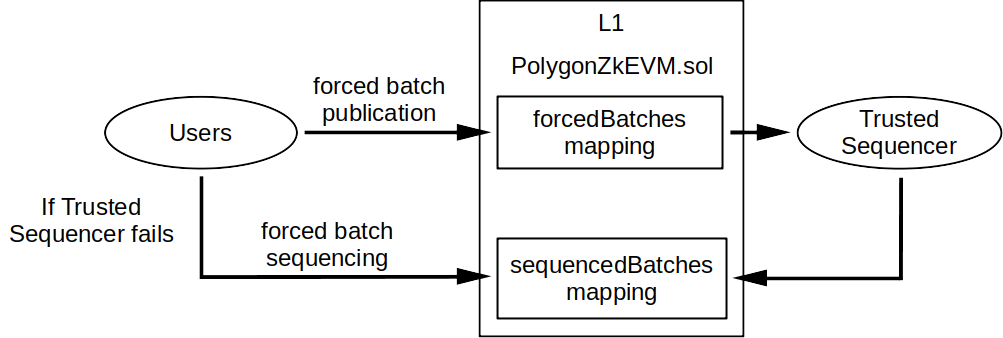 L1
PolygonZkEVM.sol
forced batch
publication
Users
forcedBatches
mapping
Trusted
Sequencer
If Trusted
Sequencer fails
forced batch
sequencing
sequencedBatches
mapping